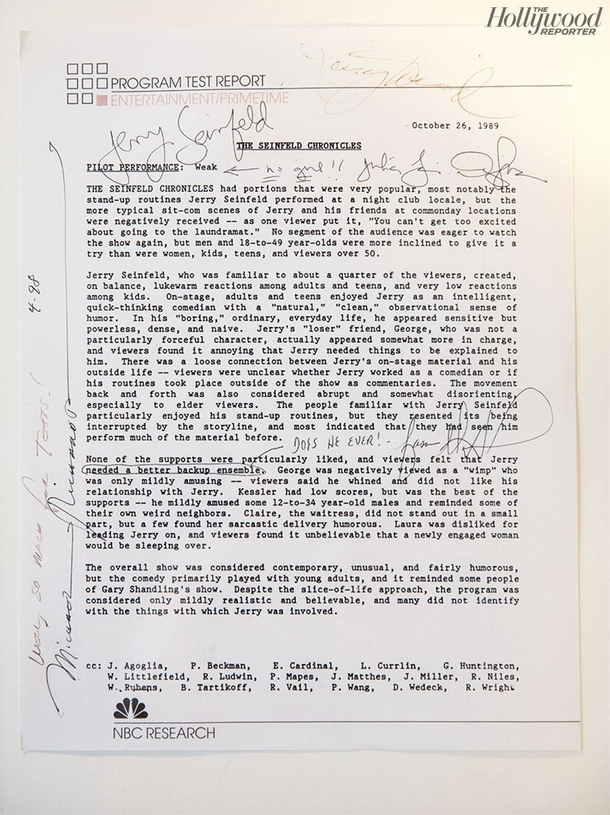 THE
Hollywood
REPORTER
PROGRAM TEST REPORT
ENTERTAINMENT/PRIMETIME
October 26, 1989
Jerry Seinfeld
THE SEINFELD CHRONICLES
PILOT PERFORMANCE: Weak
no gul!!
THE SEINFELD CHRONICLES had portions that were very popular, most notably the
stand-up routines Jerry Seinfeld performed at a night club locale, but the
more typical sit-com scenes of Jerry and his friends at commonday locations
were negatively received -- as one viewer put it, "You can't get too excited
about going to the laundramat." No segment of the audience was eager to watch
the show again, but men and 18-to-49 year-olds were more inclined to give it a
try than were women, kids, teens, and viewers over 50.
Jerry Seinfeld, who was familiar to about a quarter of the viewers, created,
on balance, lukewarm reactions among adults and teens, and very low reactions
among kids. On-stage, adults and teens enjoyed Jerry as an intelligent,
quick-thinking comedian with a "natural," "clean," observational sense of
humor. In his "boring," ordinary, everyday life, he appeared sensitive but
powerless, dense, and naive. Jerry's "loser" friend, George, who was not a
particularly forceful character, actually appeared somewhat more in charge,
and viewers found it annoying that Jerry needed things to be explained to
him. There was a loose connection between Jerry's on-stage material and his
outside life -- viewers were unclear whether Jerry worked as a comedian or if
his routines took place outside of the show as commentaries. The movement
back and forth was also considered abrupt and somewhat disorienting,
especially to elder viewers. The people familiar with Jerry Seinfeld
particularly enjoyed his stand-up routines, but they resented its being
interrupted by the storyline, and most indicated that they had seen him
perform much of the material before.
DOES HE EVER!
None of the supports were particularly liked, and viewers felt that Jerry
needed a better backup ensemble. George was negatively viewed as a "wimp" who
was only mildly amusing -- viewers said he whined and did not like his
relationship with Jerry. Kessler had low scores, but was the best of the
supports -- he mildly amused some 12-to-34 year-old males and reminded some of
their own weird neighbors. Claire, the waitress, did not stand out in a small
part, but a few found her sarcastic delivery humorous. Laura was disliked for
leading Jerry on, and viewers found it unbelievable that a newly engaged woman
would be sleeping over.
The overall show was considered contemporary, unusual, and fairly humorous,
but the comedy primarily played with young adults, and it reminded some people
of Gary Shandling's show. Despite the slice-of-life approach, the program was
considered only mildly realistic and believable, and many did not identify
with the things with which Jerry was involved.
cc: J. Agoglia, P. Beckman, E. Cardinal, L. Currlin, G. Huntington,
W. Littlefield, R. Ludwin, P. Mapes, J. Matthes, J. Miller, R. Niles,
W. Rubens, B. Tartikoff, R. Vail, P. Wang, D. Wedeck, R. Wright
NBC RESEARCH
Way so much for TESTS!
4.98
Michael Richards